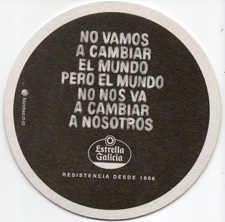 NO VAMOS
A CAMBIAR
EL MUNDO
PERO EL MUNDO
NO NOS VA
A CAMBIAR
A NOSOTROS
Estrella
Galicia
RESISTENCIA DESDE 1906